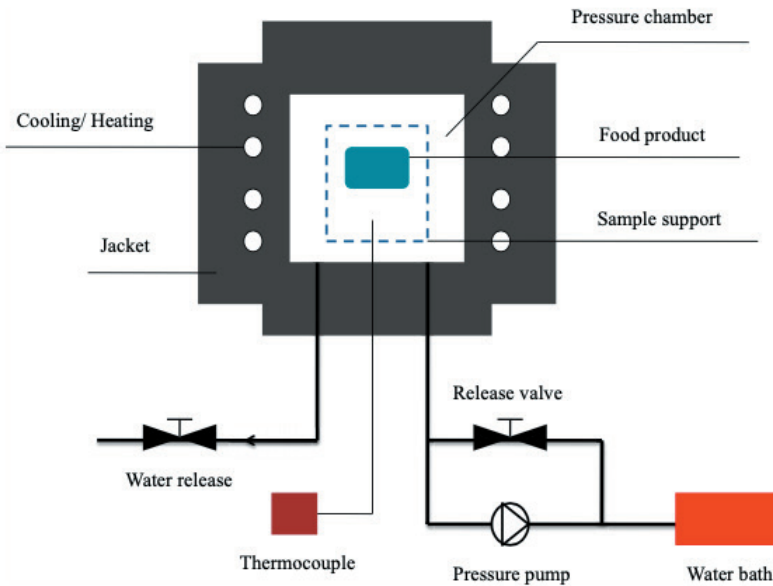 Pressure chamber
Cooling/ Heating
Food product
Sample support
Jacket
Release valve
Water release
Thermocouple
Pressure pump
Water bath